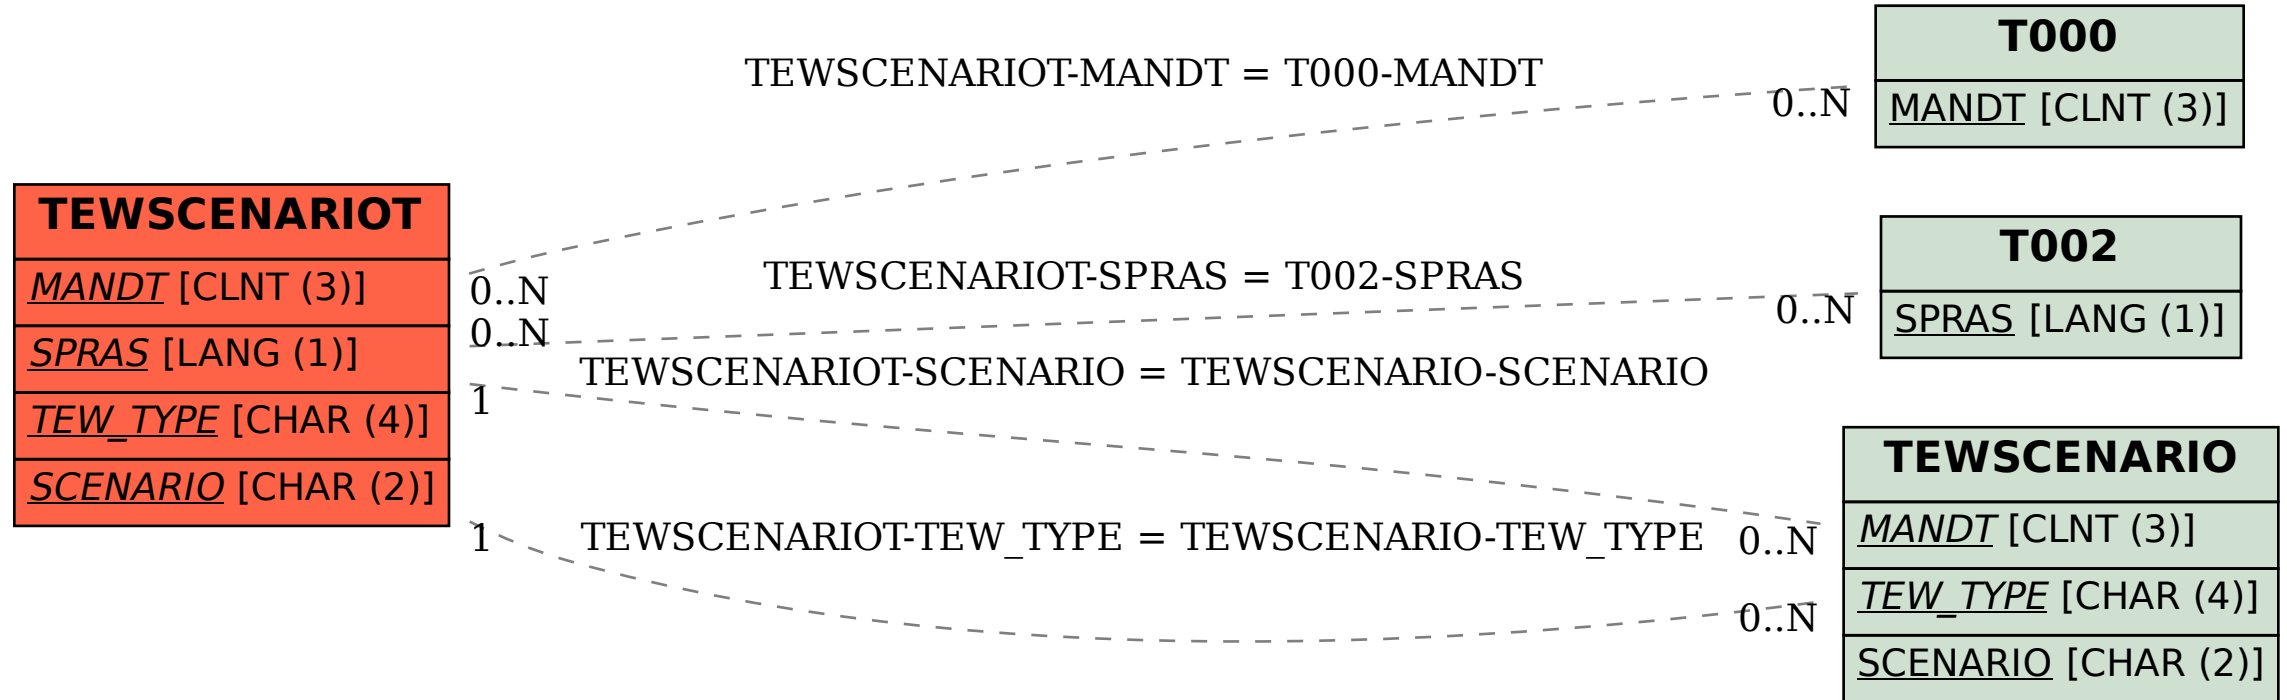 T000
MANDT [CLNT (3)]
TEWSCENARIOT-MANDT = T000-MANDT
0..N
TEWSCENARIOT
MANDT [CLNT (3)]
SPRAS [LANG (1)]
TEW_TYPE [CHAR (4)]
SCENARIO [CHAR (2)]
0..N
0..N
1
1
TEWSCENARIOT-SPRAS = T002-SPRAS
0..N
T002
SPRAS [LANG (1)]
TEWSCENARIOT-SCENARIO = TEWSCENARIO-SCENARIO
TEWSCENARIOT-TEW_TYPE = TEWSCENARIO-TEW_TYPE
0..N
0..N
TEWSCENARIO
MANDT [CLNT (3)]
TEW_TYPE [CHAR (4)]
SCENARIO [CHAR (2)]